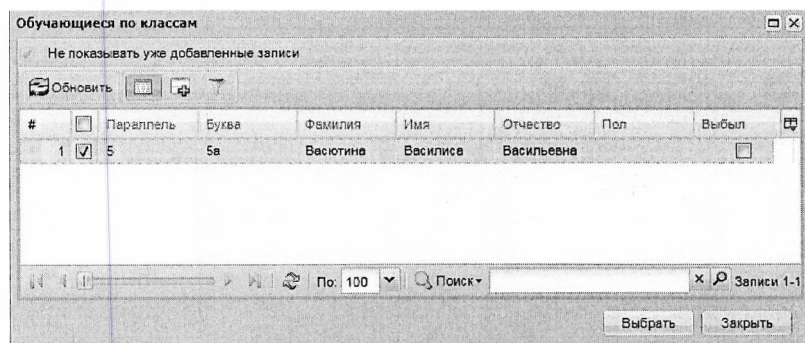 Обучающиеся по классам
Не показывать уже добавленные записи
Обновить
# Параллель Буква Фамилия Имя Отчество Пол Выбыл
1 5 5а Васютина Василиса Васильевна
По: 100 Поиск Записи 1-1
Выбрать Закрыть